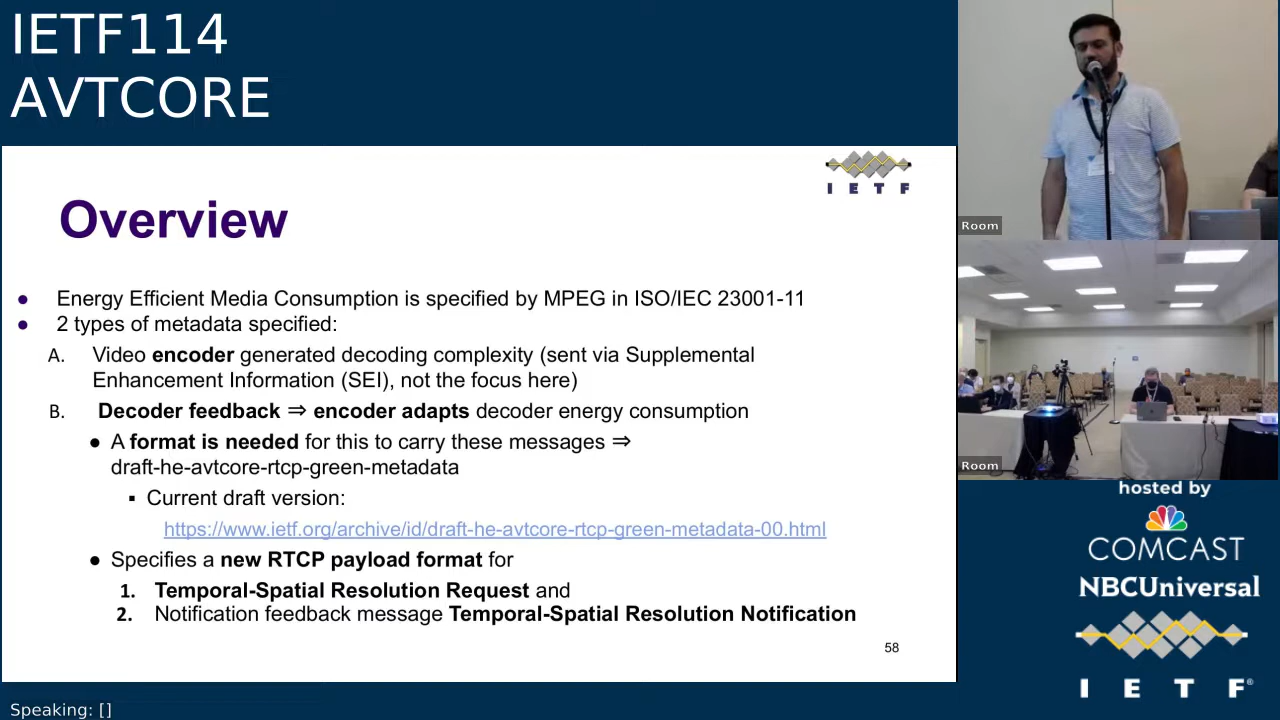 IETF114
AVTCORE
I E T F
Overview
● Energy Efficient Media Consumption is specified by MPEG in ISO/IEC 23001-11
● 2 types of metadata specified:
A. Video encoder generated decoding complexity (sent via Supplemental
Enhancement Information (SEI), not the focus here)
B. Decoder feedback ⇒ encoder adapts decoder energy consumption
● A format is needed for this to carry these messages ⇒
draft-he-avtcore-rtcp-green-metadata
▪ Current draft version:
https://www.ietf.org/archive/id/draft-he-avtcore-rtcp-green-metadata-00.html
● Specifies a new RTCP payload format for
1. Temporal-Spatial Resolution Request and
2. Notification feedback message Temporal-Spatial Resolution Notification
58
Room
Room
hosted by
COMCAST
NBCUniversal
I E T F®
Speaking: []